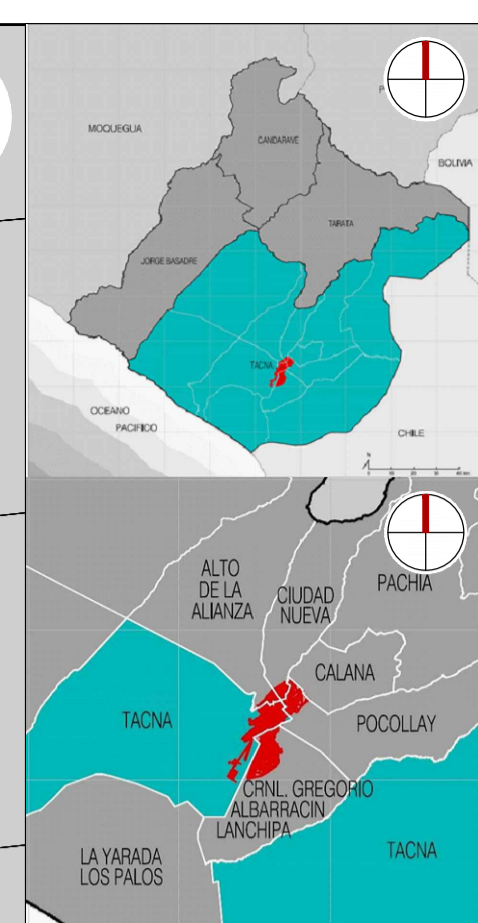 MOQUEGUA
CANDARAVE
BOLIVIA
TARATA
JORGE BASADRE
TACNA
OCEANO
PACIFICO
CHILE
N
ALTO
DE LA
ALIANZA
CIUDAD
NUEVA
PACHIA
CALANA
TACNA
POCOLLAY
CRNL. GREGORIO
ALBARRACIN
LANCHIPA
LA YARADA
LOS PALOS
TACNA